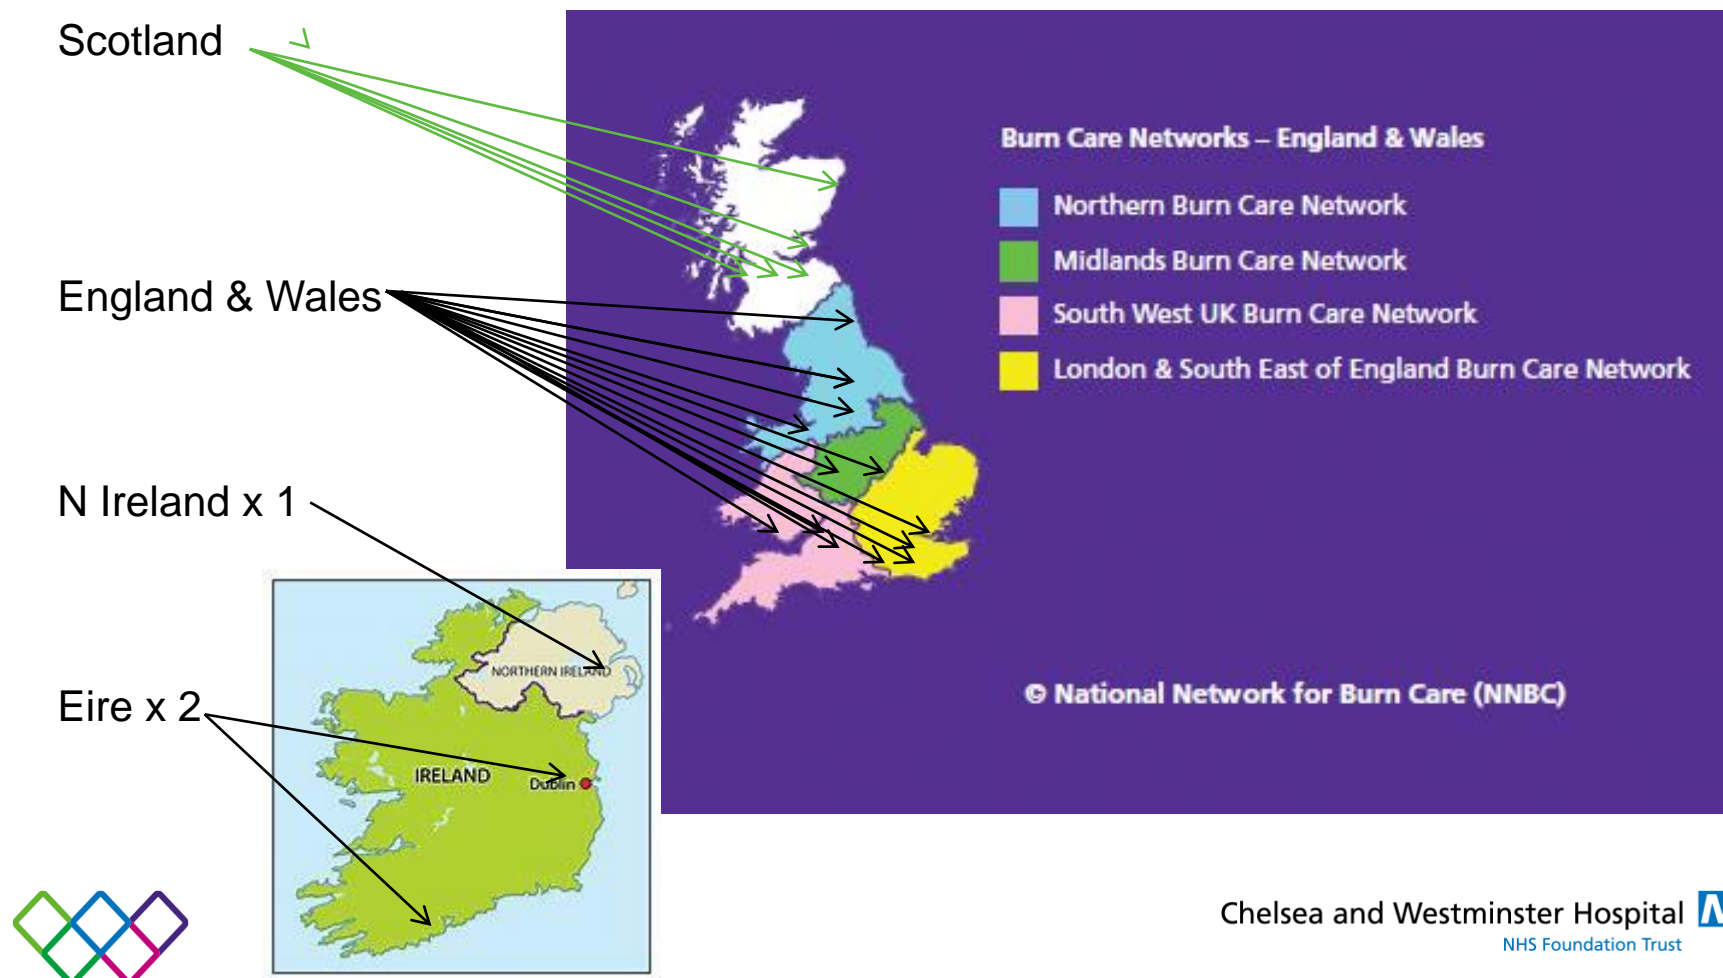 Scotland
Burn Care Networks – England & Wales
Northern Burn Care Network
Midlands Burn Care Network
England & Wales
South West UK Burn Care Network
London & South East of England Burn Care Network
N Ireland x 1
NORTHERN IRELAND
Eire x 2
© National Network for Burn Care (NNBC)
IRELAND
Dublin
Chelsea and Westminster Hospital
NHS Foundation Trust